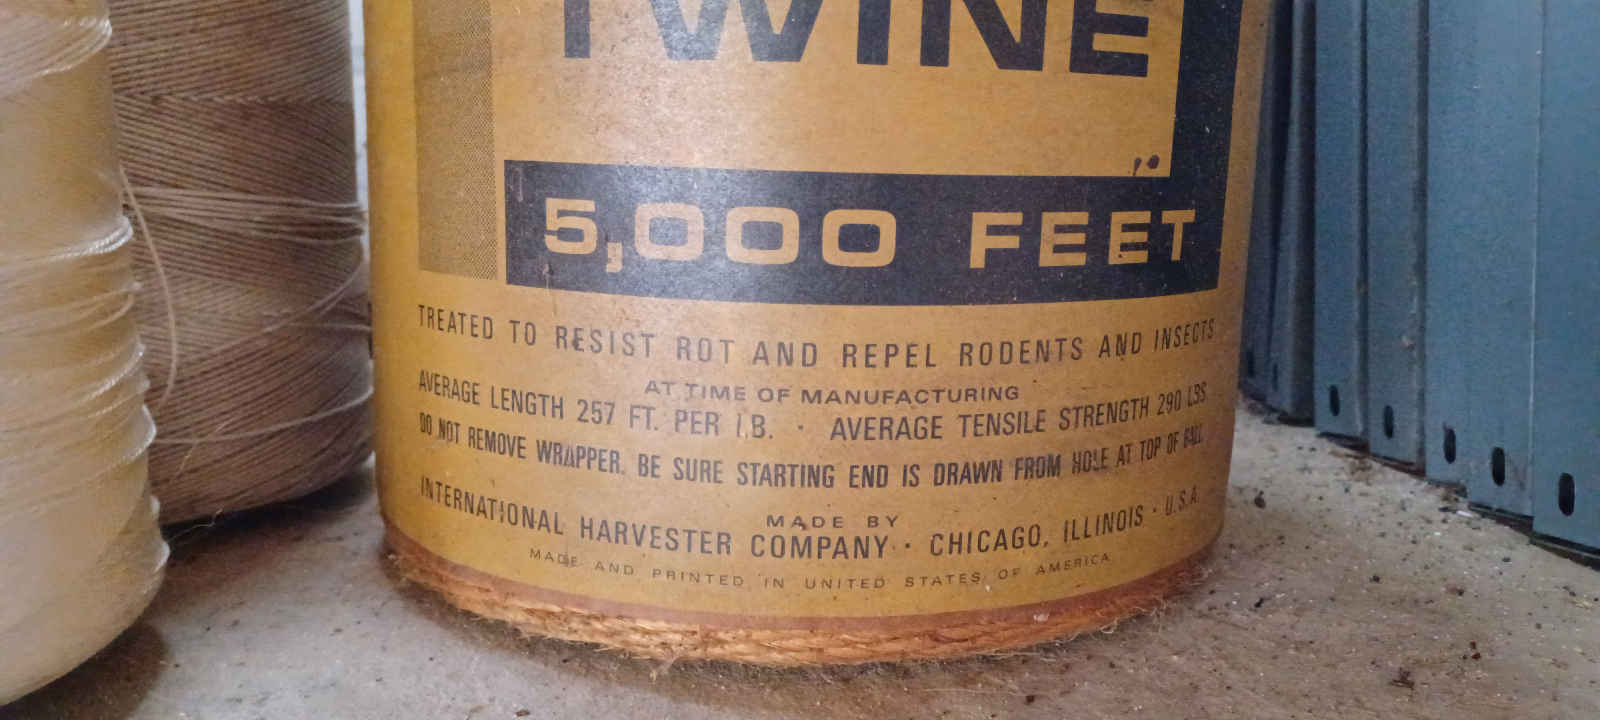 TWINE
5,000 FEET
TREATED TO RESIST ROT AND REPEL RODENTS AND INSECTS
AT TIME OF MANUFACTURING
AVERAGE LENGTH 257 FT. PER LB. · AVERAGE TENSILE STRENGTH 290 LBS.
DO NOT REMOVE WRAPPER. BE SURE STARTING END IS DRAWN FROM HOLE AT TOP OF BALL
MADE BY
INTERNATIONAL HARVESTER COMPANY · CHICAGO, ILLINOIS · U.S.A.
MADE AND PRINTED IN UNITED STATES OF AMERICA